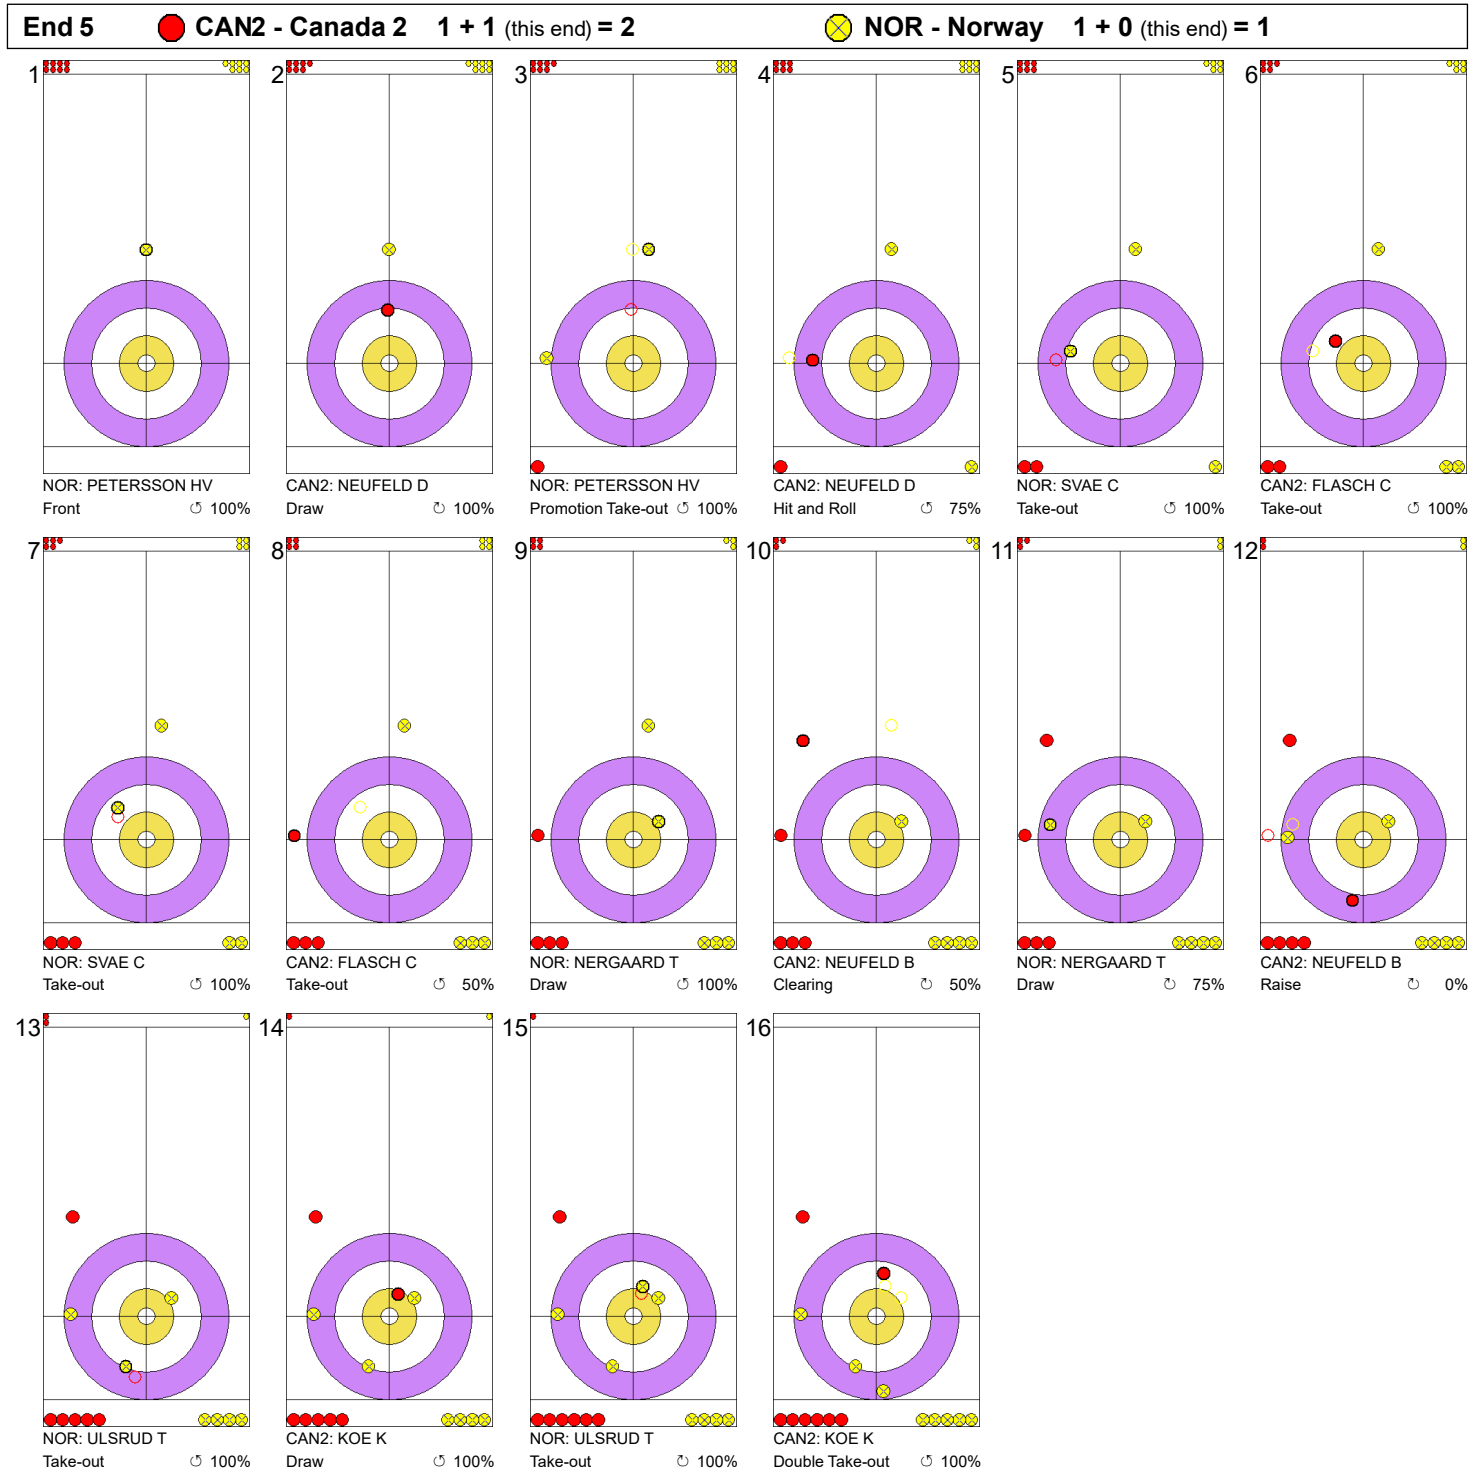 End 5 CAN2 - Canada 2 1 + 1 (this end) = 2 NOR - Norway 1 + 0 (this end) = 1
1 2 3 4 5 6
NOR: PETERSSON HV CAN2: NEUFELD D NOR: PETERSSON HV CAN2: NEUFELD D NOR: SVAE C CAN2: FLASCH C
Front ↺ 100% Draw ↻ 100% Promotion Take-out ↺ 100% Hit and Roll ↺ 75% Take-out ↺ 100% Take-out ↺ 100%
7 8 9 10 11 12
NOR: SVAE C CAN2: FLASCH C NOR: NERGAARD T CAN2: NEUFELD B NOR: NERGAARD T CAN2: NEUFELD B
Take-out ↺ 100% Take-out ↺ 50% Draw ↺ 100% Clearing ↻ 50% Draw ↻ 75% Raise ↻ 0%
13 14 15 16
NOR: ULSRUD T CAN2: KOE K NOR: ULSRUD T CAN2: KOE K
Take-out ↺ 100% Draw ↺ 100% Take-out ↻ 100% Double Take-out ↺ 100%